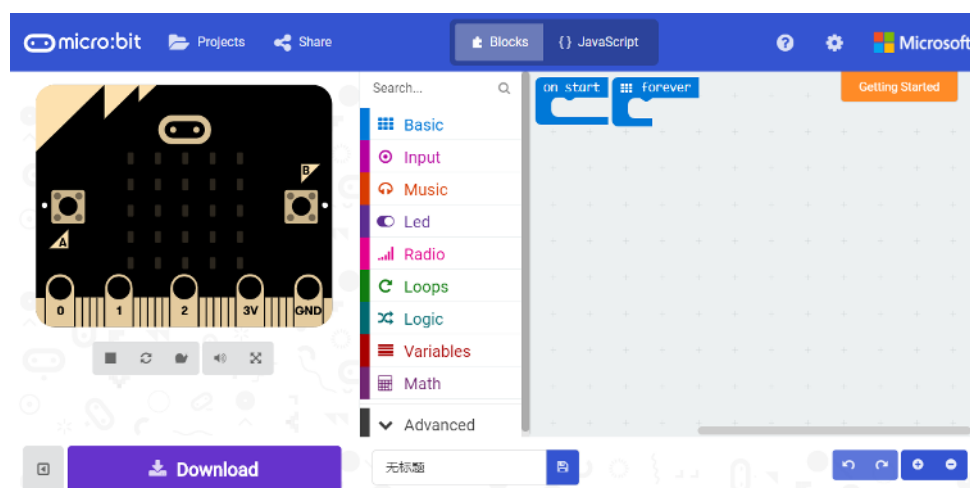 micro:bit Projects Share Blocks {} JavaScript ? Microsoft
Search...
on start forever
Getting Started
Basic
Input
Music
Led
Radio
Loops
Logic
Variables
Math
Advanced
B
A
0 1 2 3V GND
Download
无标题